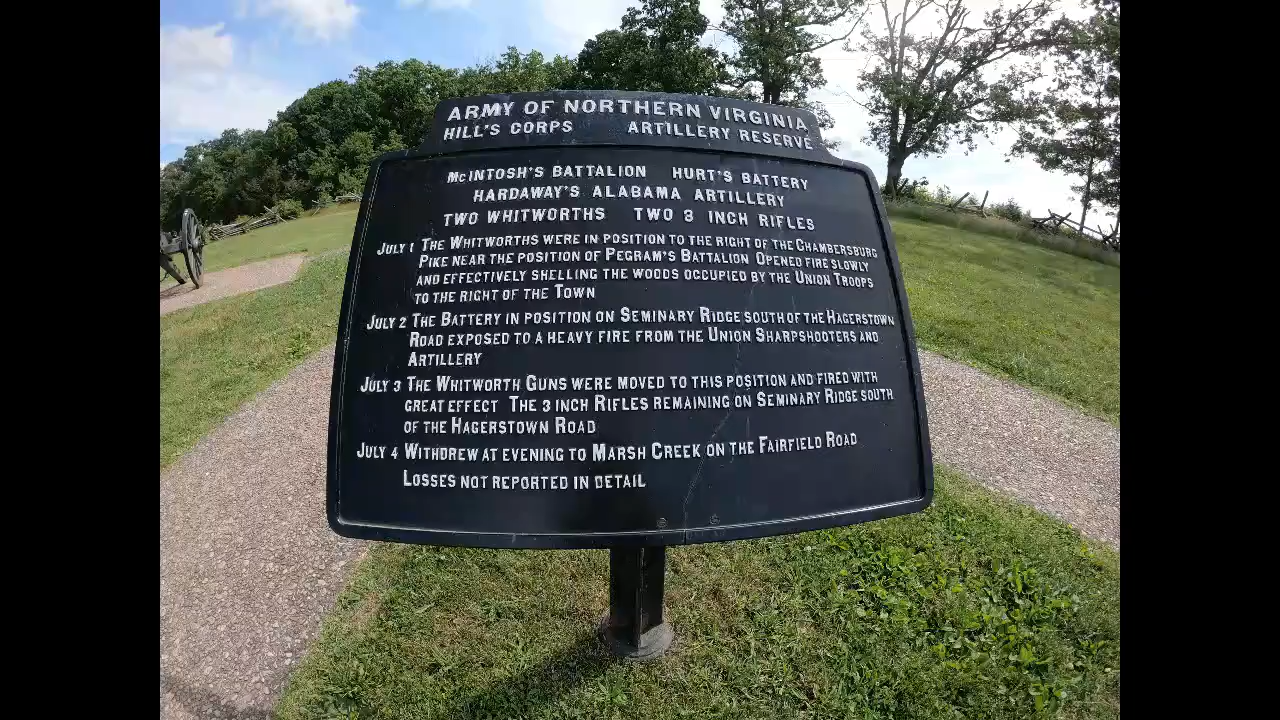 ARMY OF NORTHERN VIRGINIA
HILL'S CORPS ARTILLERY RESERVE
McINTOSH'S BATTALION HURT'S BATTERY
HARDAWAY'S ALABAMA ARTILLERY
TWO WHITWORTHS TWO 3 INCH RIFLES
JULY 1 THE WHITWORTHS WERE IN POSITION TO THE RIGHT OF THE CHAMBERSBURG
PIKE NEAR THE POSITION OF PEGRAM'S BATTALION OPENED FIRE SLOWLY
AND EFFECTIVELY SHELLING THE WOODS OCCUPIED BY THE UNION TROOPS
TO THE RIGHT OF THE TOWN
JULY 2 THE BATTERY IN POSITION ON SEMINARY RIDGE SOUTH OF THE HAGERSTOWN
ROAD EXPOSED TO A HEAVY FIRE FROM THE UNION SHARPSHOOTERS AND
ARTILLERY
JULY 3 THE WHITWORTH GUNS WERE MOVED TO THIS POSITION AND FIRED WITH
GREAT EFFECT THE 3 INCH RIFLES REMAINING ON SEMINARY RIDGE SOUTH
OF THE HAGERSTOWN ROAD
JULY 4 WITHDREW AT EVENING TO MARSH CREEK ON THE FAIRFIELD ROAD
LOSSES NOT REPORTED IN DETAIL